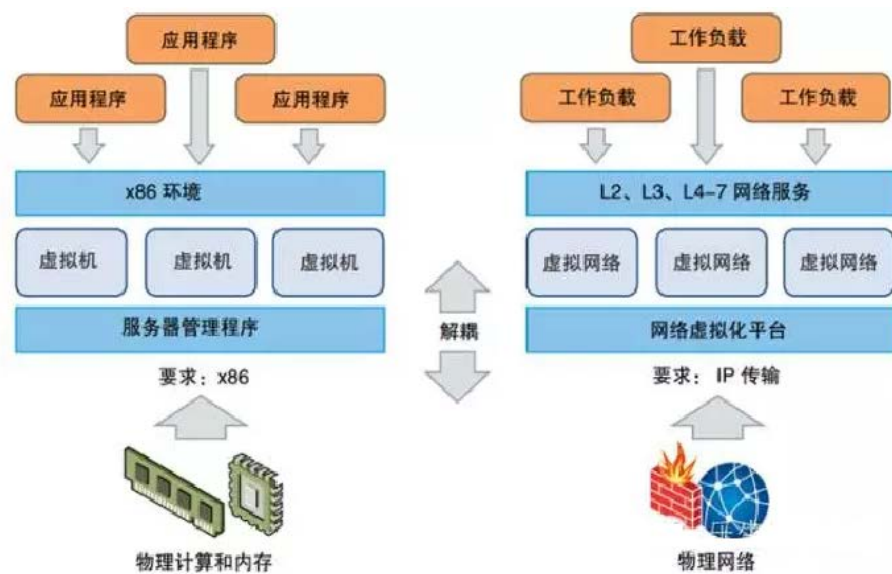 应用程序
应用程序
应用程序
x86 环境
虚拟机
虚拟机
虚拟机
服务器管理程序
要求：x86
物理计算和内存
解耦
工作负载
工作负载
工作负载
L2、L3、L4-7 网络服务
虚拟网络
虚拟网络
虚拟网络
网络虚拟化平台
要求： IP 传输
物理网络